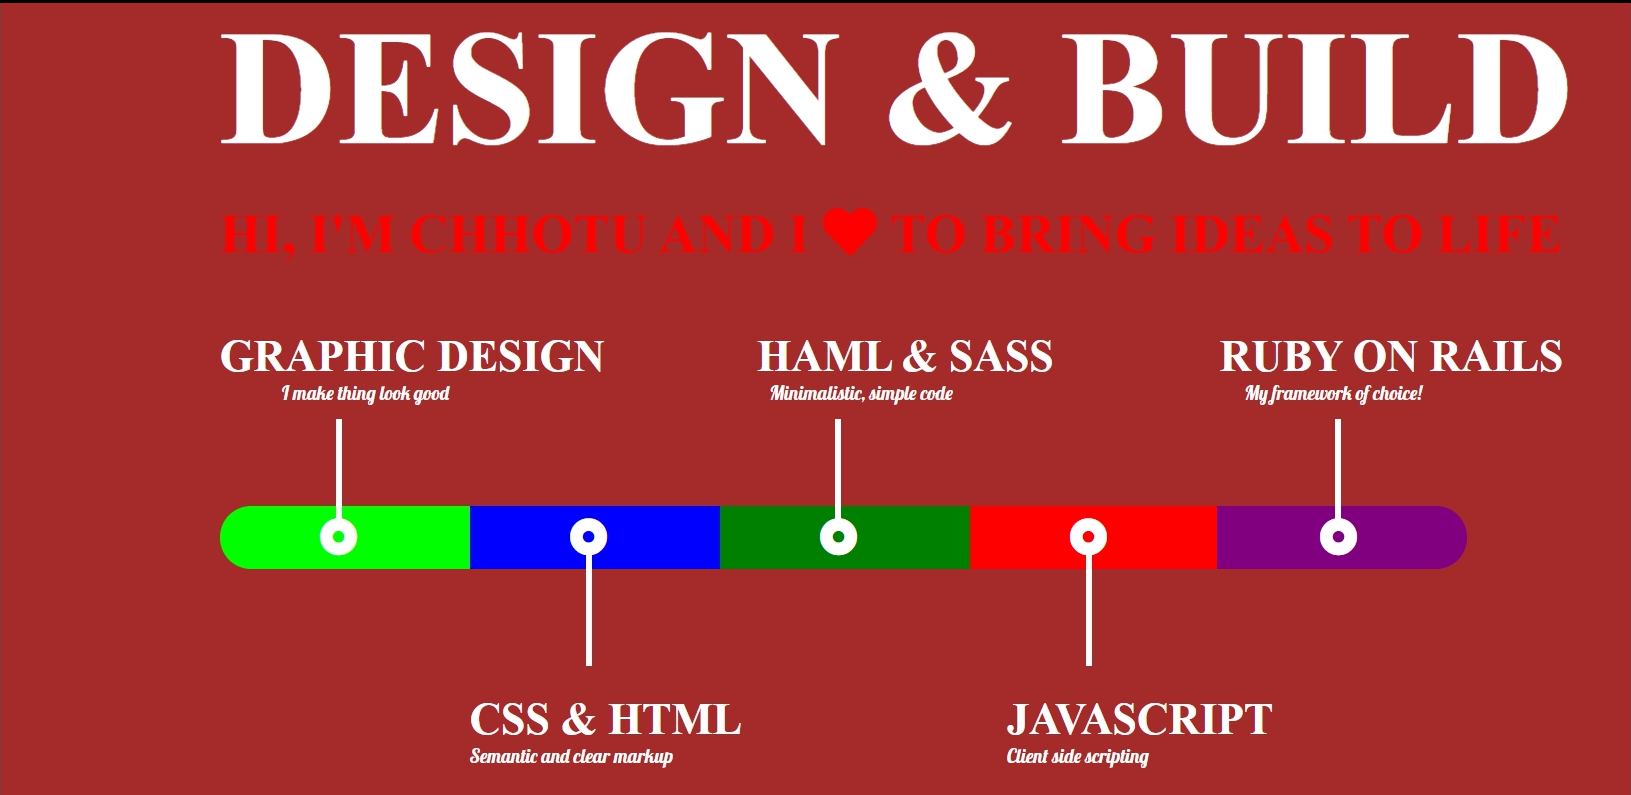 DESIGN & BUILD
HI, I'M CHHOTU AND I ♥ TO BRING IDEAS TO LIFE
GRAPHIC DESIGN
I make thing look good
HAML & SASS
Minimalistic, simple code
RUBY ON RAILS
My framework of choice!
CSS & HTML
Semantic and clear markup
JAVASCRIPT
Client side scripting